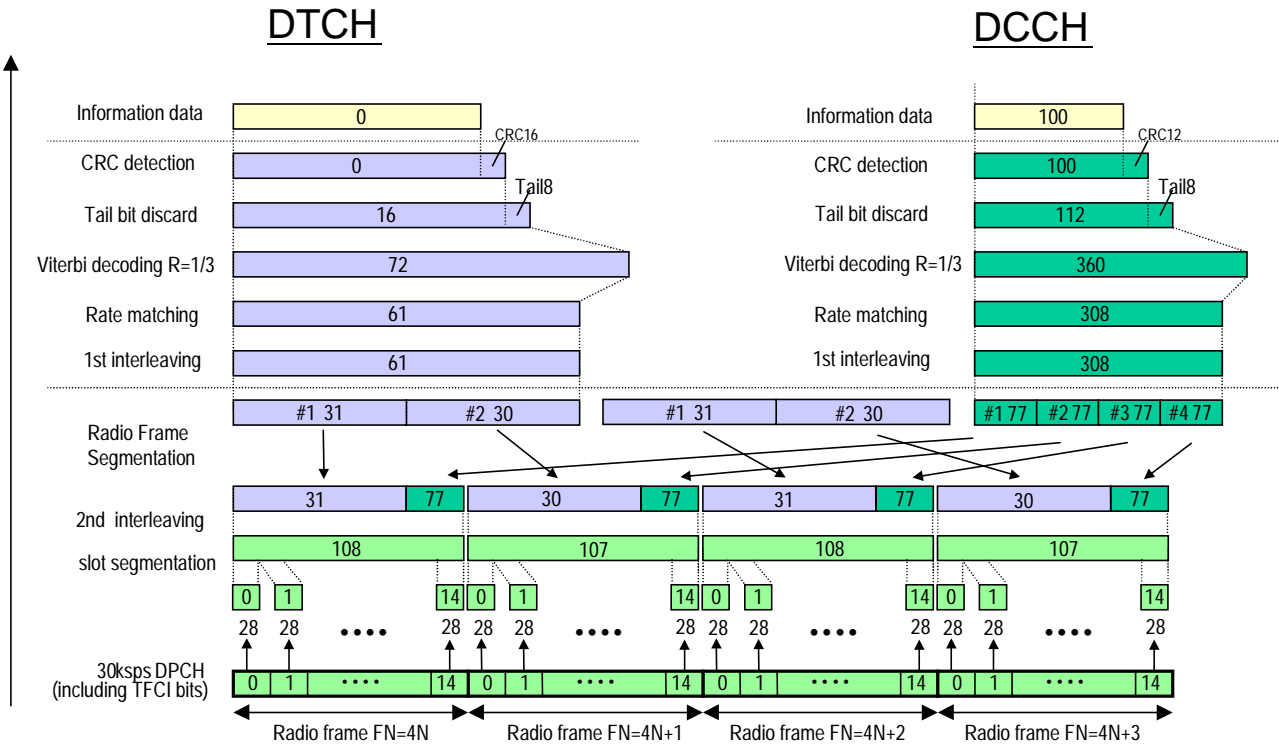 DTCH DCCH
Information data 0 Information data 100
CRC16 CRC12
CRC detection 0 CRC detection 100
Tail8 Tail8
Tail bit discard 16 Tail bit discard 112
Viterbi decoding R=1/3 72 Viterbi decoding R=1/3 360
Rate matching 61 Rate matching 308
1st interleaving 61 1st interleaving 308
#1 31 #2 30 #1 31 #2 30 #1 77 #2 77 #3 77 #4 77
Radio Frame
Segmentation
31 77 30 77 31 77 30 77
2nd interleaving
108 107 108 107
slot segmentation
0 1 14 0 1 14 0 1 14 0 1 14
28 28 •••• 28 28 28 •••• 28 28 28 •••• 28 28 28 •••• 28
30ksps DPCH
(including TFCI bits)
0 1 •••• 14 0 1 •••• 14 0 1 •••• 14 0 1 •••• 14
Radio frame FN=4N Radio frame FN=4N+1 Radio frame FN=4N+2 Radio frame FN=4N+3